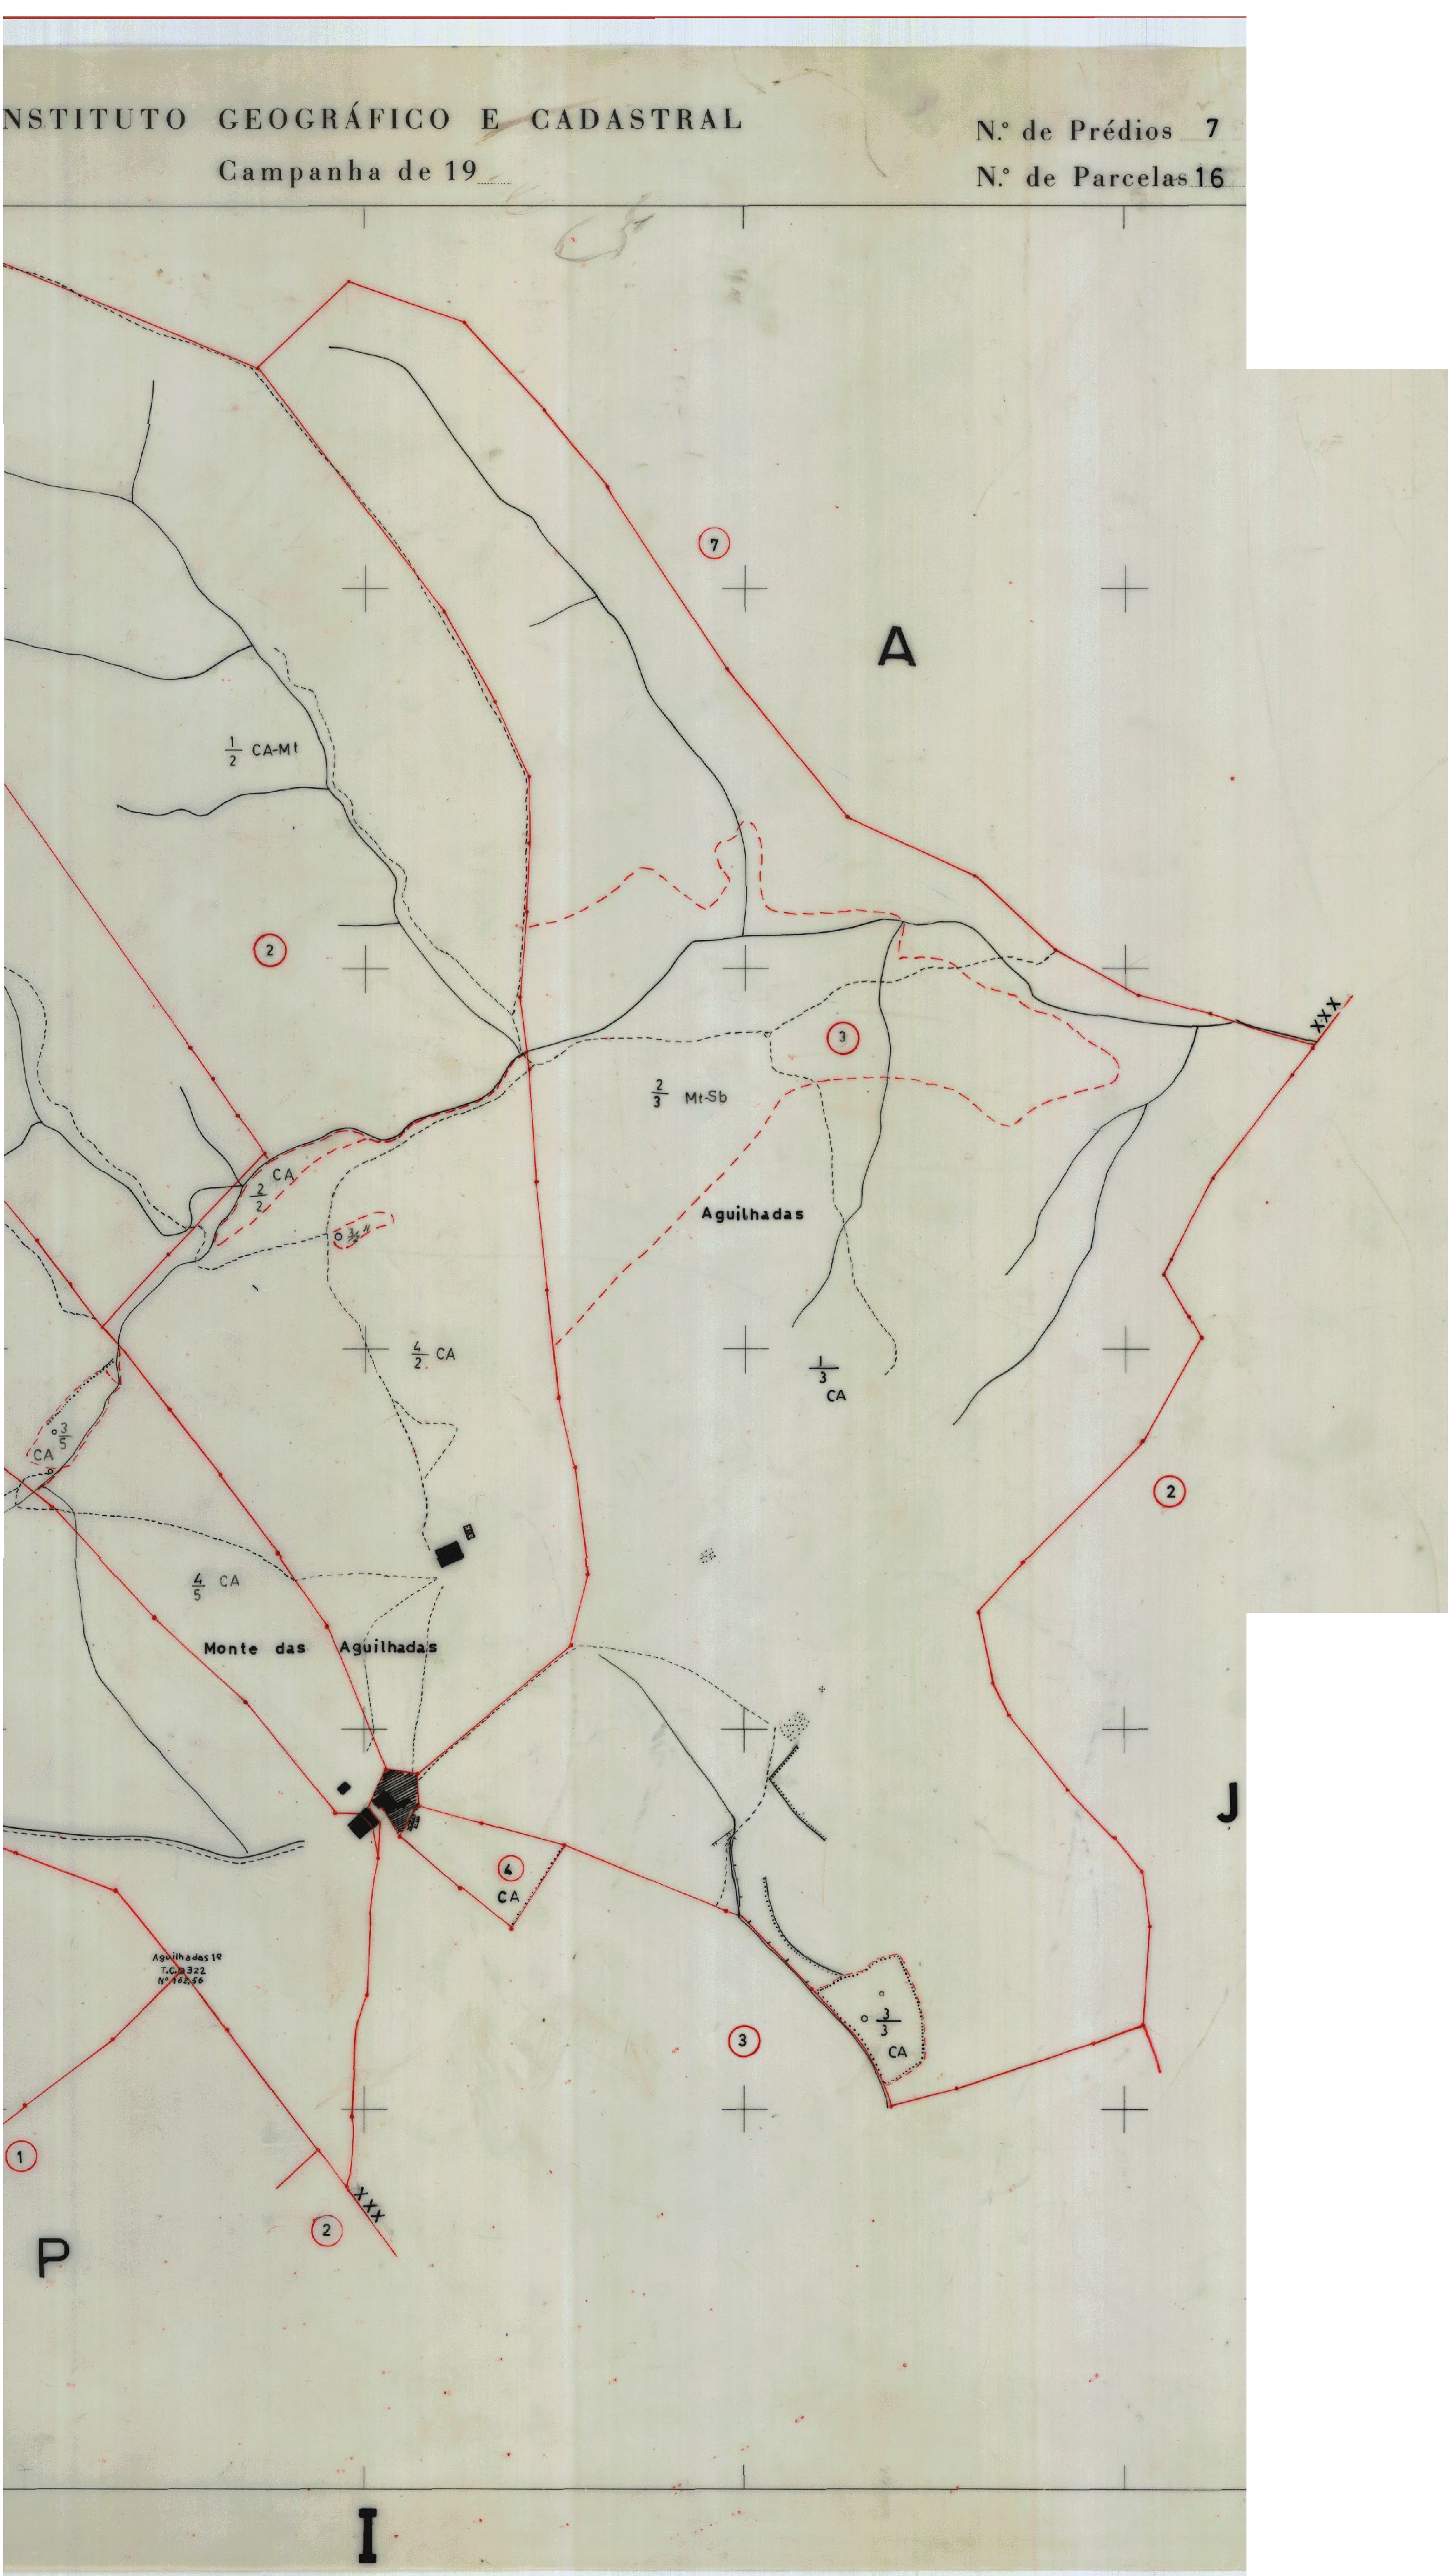 NSTITUTO GEOGRÁFICO E CADASTRAL
Campanha de 19
N.º de Prédios 7
N.º de Parcelas 16
7
A
1/2 CA-Mt
2
XXX
3
2/3 Mt-Sb
CA
2/2
Aguilhadas
4/2 CA
1/3
CA
3/5
CA
2
4/5 CA
Monte das Aguilhadas
J
4
CA
Aguilhadas 1º
3/3
CA
3
1
XXX
2
P
I